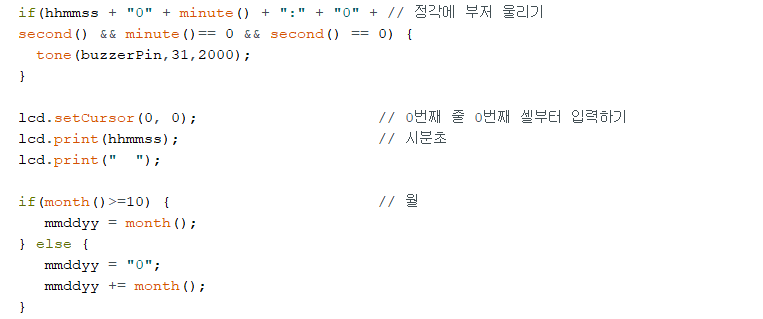 if(hhmmss + "0" + minute() + ":" + "0" + // 정각에 부저 울리기
second() && minute()== 0 && second() == 0) {
  tone(buzzerPin,31,2000);
}

lcd.setCursor(0, 0);                     // 0번째 줄 0번째 셀부터 입력하기
lcd.print(hhmmss);                       // 시분초
lcd.print("  ");

if(month()>=10) {                        // 월
   mmddyy = month();
} else {
   mmddyy = "0";
   mmddyy += month();
}